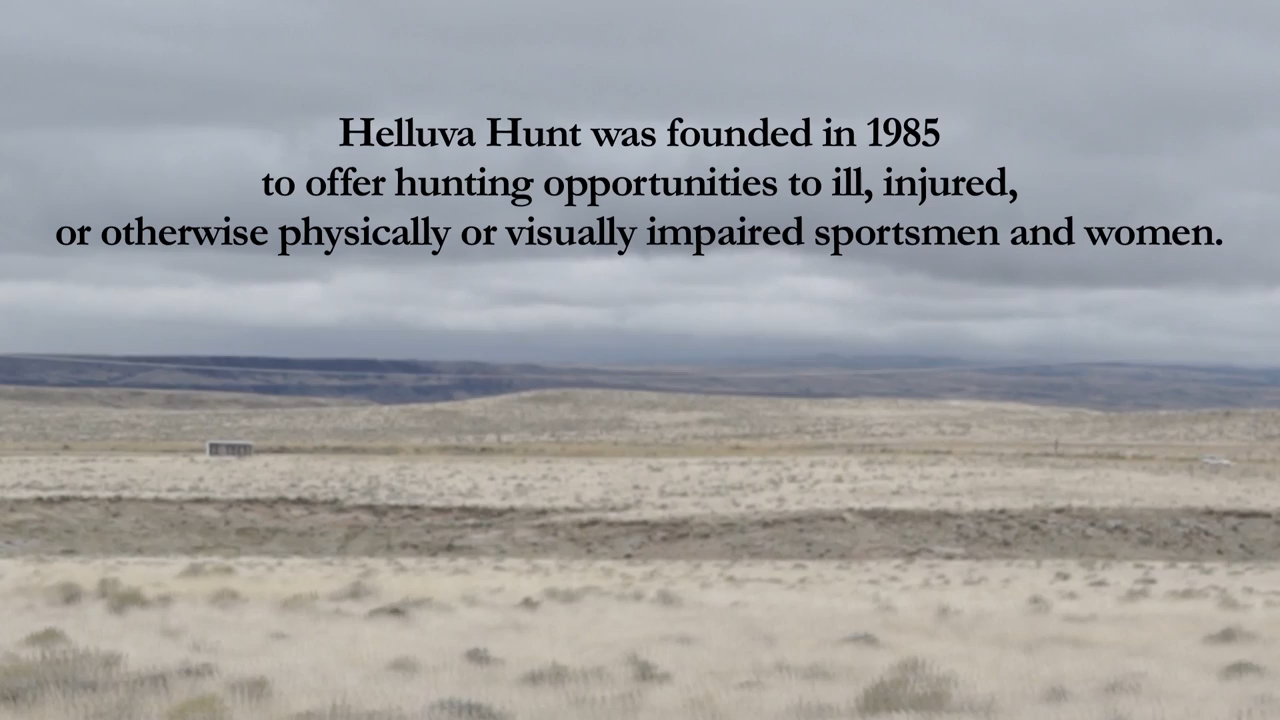 Helluva Hunt was founded in 1985
to offer hunting opportunities to ill, injured,
or otherwise physically or visually impaired sportsmen and women.